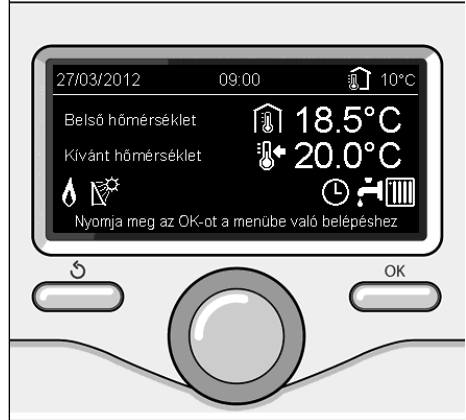 27/03/2012 09:00 10°C
Belső hőmérséklet 18.5°C
Kívánt hőmérséklet 20.0°C
Nyomja meg az OK-ot a menübe való belépéshez
OK